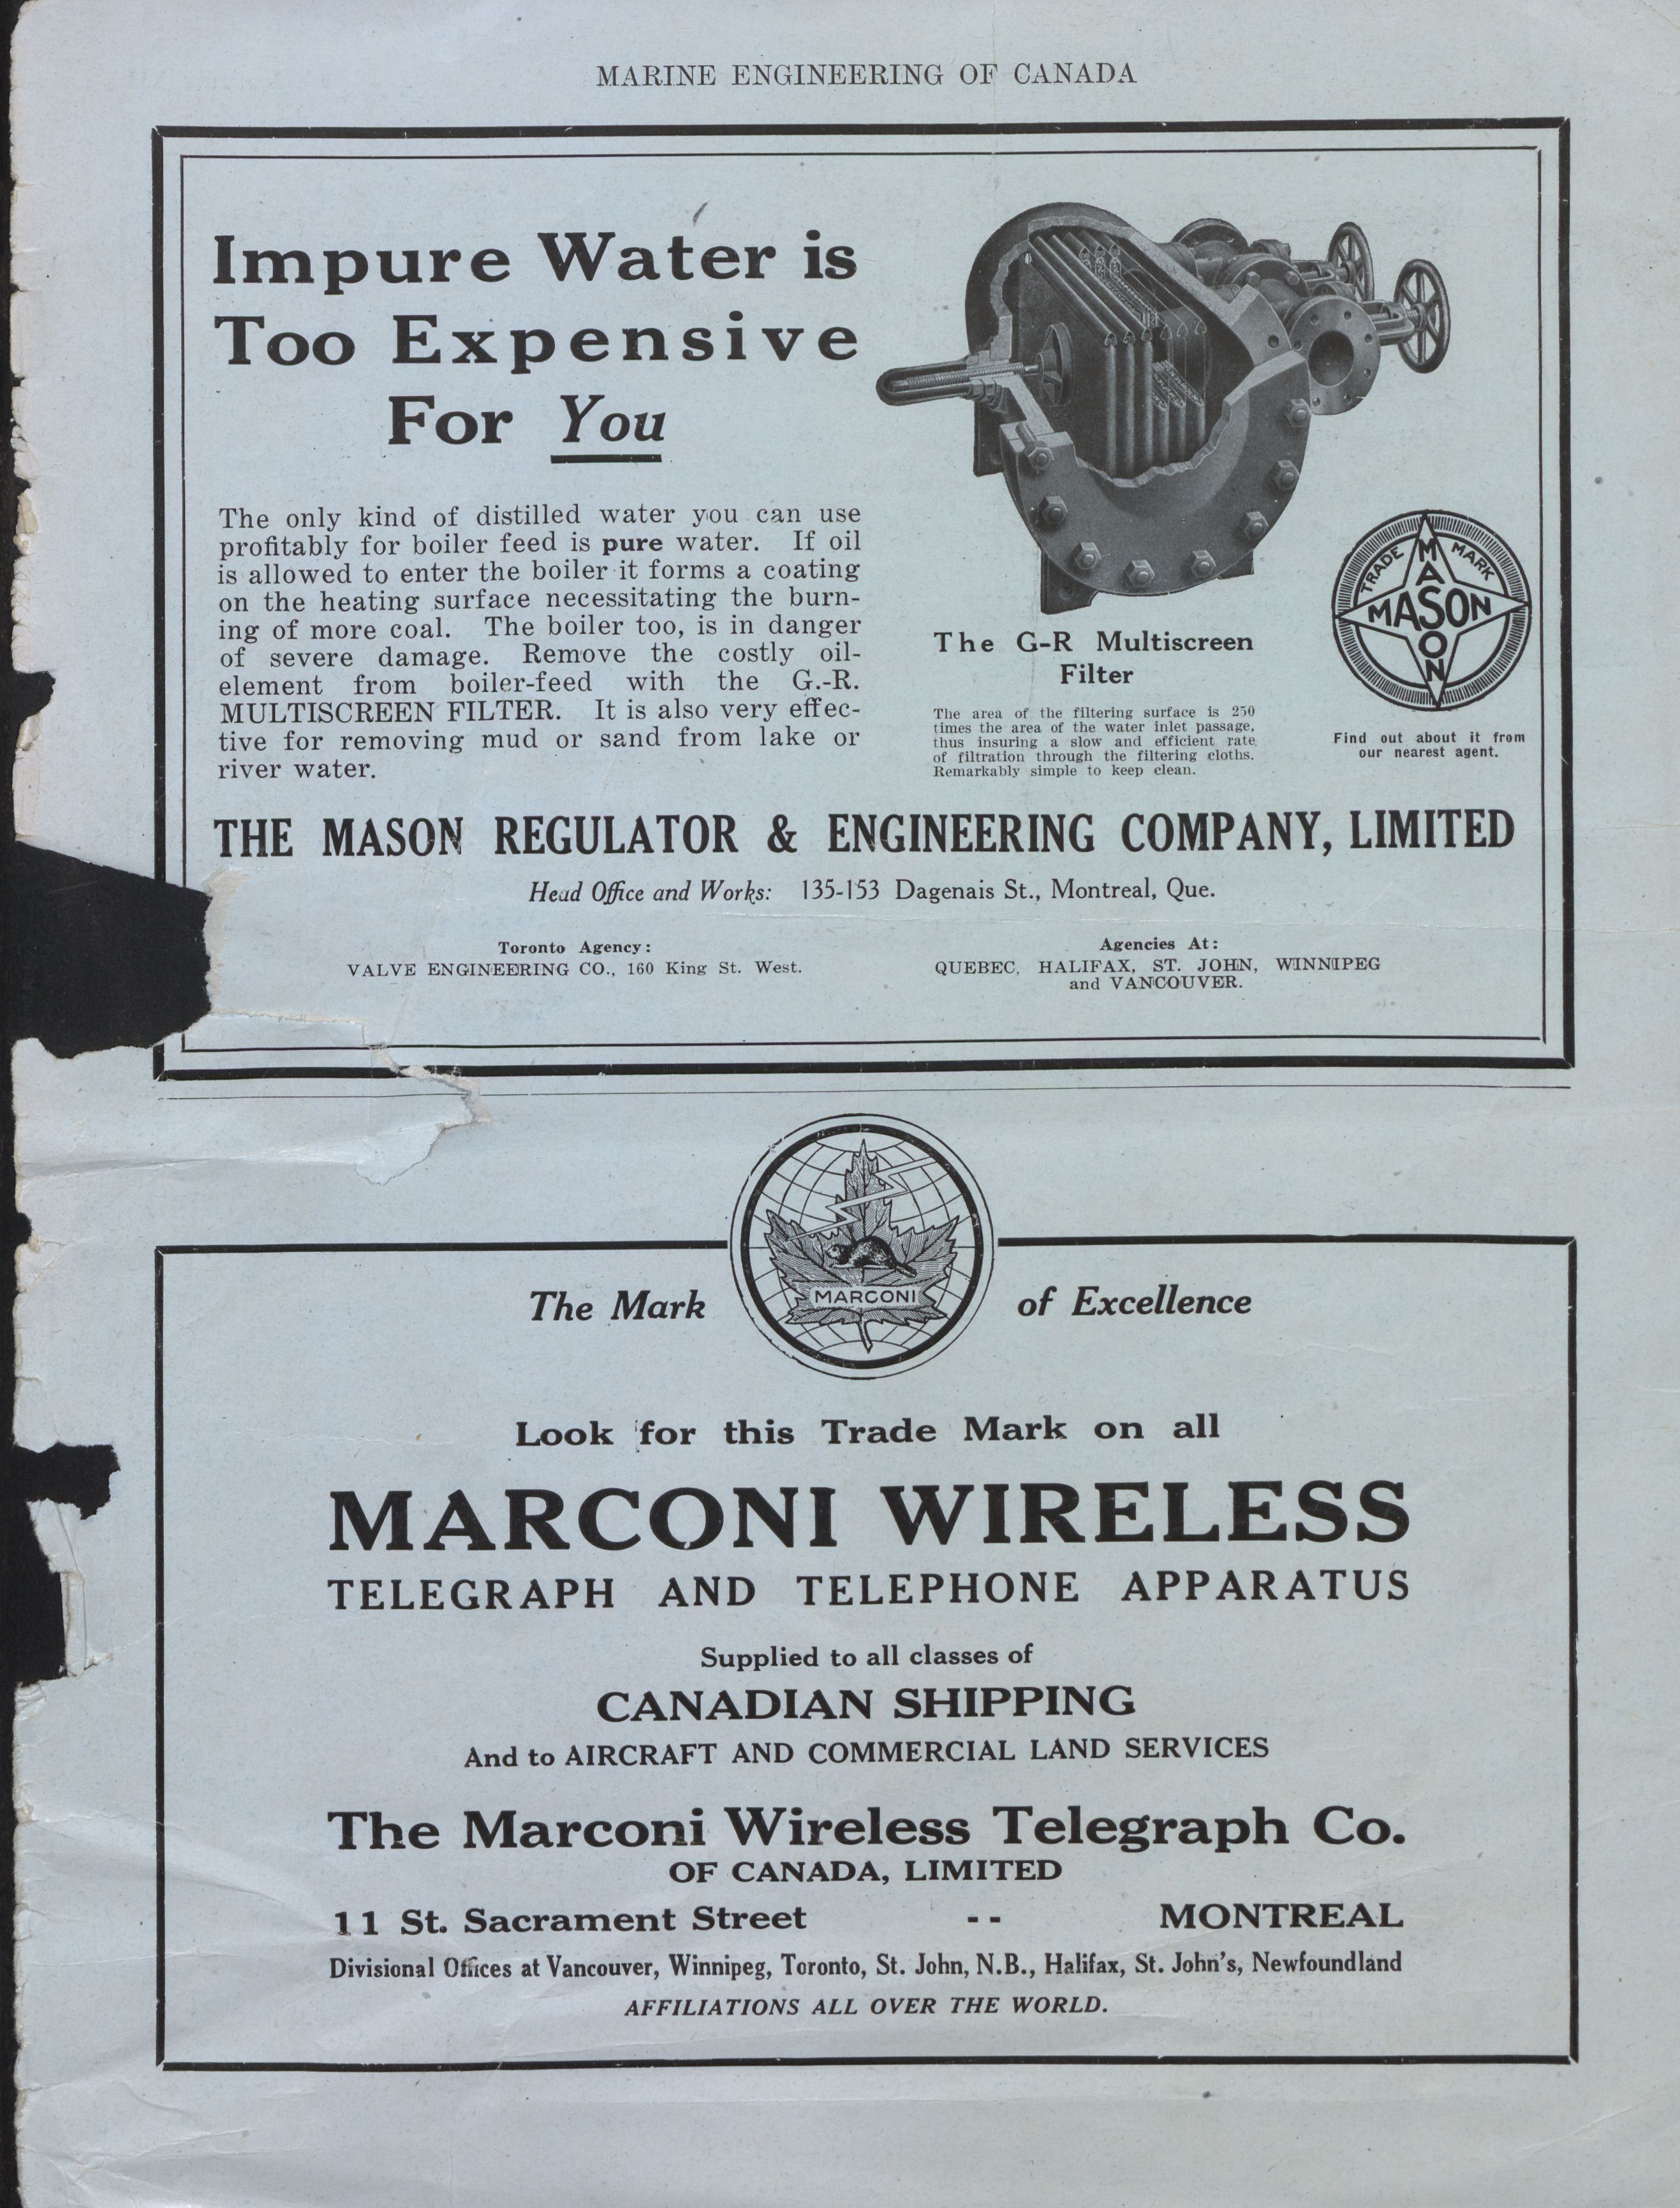 MARINE ENGINEERING OF CANADA
Impure Water is
Too Expensive
For You
The only kind of distilled water you can use
profitably for boiler feed is pure water. If oil
is allowed to enter the boiler it forms a coating
on the heating surface necessitating the burn-
ing of more coal. The boiler too, is in danger
of severe damage. Remove the costly oil-
element from boiler-feed with the G.-R.
MULTISCREEN FILTER. It is also very effec-
tive for removing mud or sand from lake or
river water.
The G-R Multiscreen
Filter
The area of the filtering surface is 250
times the area of the water inlet passage,
thus insuring a slow and efficient rate
of filtration through the filtering cloths.
Remarkably simple to keep clean.
TRADE MARK
MASON
MASON
Find out about it from
our nearest agent.
THE MASON REGULATOR & ENGINEERING COMPANY, LIMITED
Head Office and Works: 135-153 Dagenais St., Montreal, Que.
Toronto Agency:
VALVE ENGINEERING CO., 160 King St. West.
Agencies At:
QUEBEC, HALIFAX, ST. JOHN, WINNIPEG
and VANCOUVER.
The Mark
MARCONI
of Excellence
Look for this Trade Mark on all
MARCONI WIRELESS
TELEGRAPH AND TELEPHONE APPARATUS
Supplied to all classes of
CANADIAN SHIPPING
And to AIRCRAFT AND COMMERCIAL LAND SERVICES
The Marconi Wireless Telegraph Co.
OF CANADA, LIMITED
11 St. Sacrament Street -- MONTREAL
Divisional Offices at Vancouver, Winnipeg, Toronto, St. John, N.B., Halifax, St. John's, Newfoundland
AFFILIATIONS ALL OVER THE WORLD.